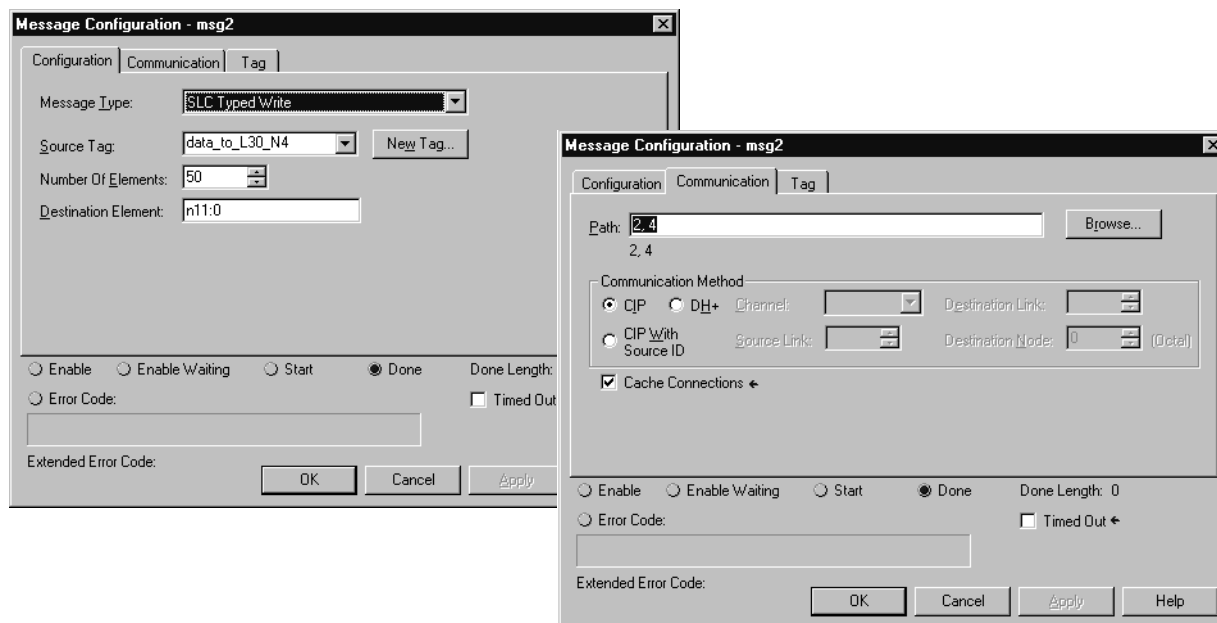 Message Configuration - msg2
Configuration Communication Tag
Message Type: SLC Typed Write
Source Tag: data_to_L30_N4 New Tag...
Number Of Elements: 50
Destination Element: n11:0
Enable Enable Waiting Start Done Done Length:
Error Code: Timed Out
Extended Error Code:
OK Cancel Apply
Message Configuration - msg2
Configuration Communication Tag
Path: 2, 4 Browse...
2, 4
Communication Method
CIP DH+ Channel: Destination Link:
CIP With
Source ID Source Link: Destination Node: 0 (Octal)
Cache Connections ←
Enable Enable Waiting Start Done Done Length: 0
Error Code: Timed Out ←
Extended Error Code:
OK Cancel Apply Help